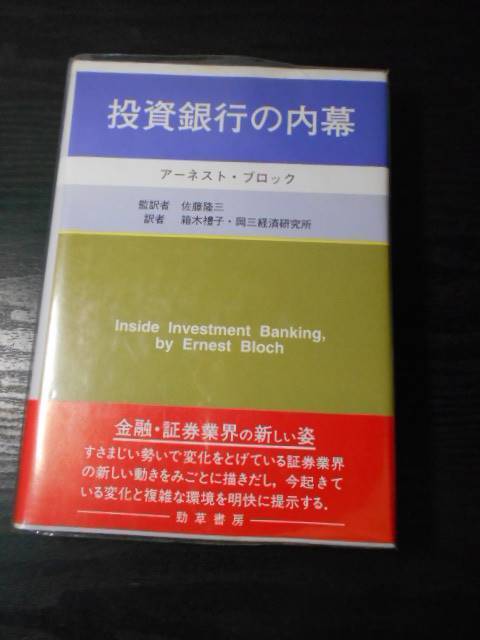 投資銀行の内幕
アーネスト・ブロック
監訳者 佐藤隆三
訳者 箱木禮子・岡三経済研究所
Inside Investment Banking,
by Ernest Bloch
金融・証券業界の新しい姿
すさまじい勢いで変化をとげている証券業界
の新しい動きをみごとに描きだし，今起きて
いる変化と複雑な環境を明快に提示する．
勁草書房